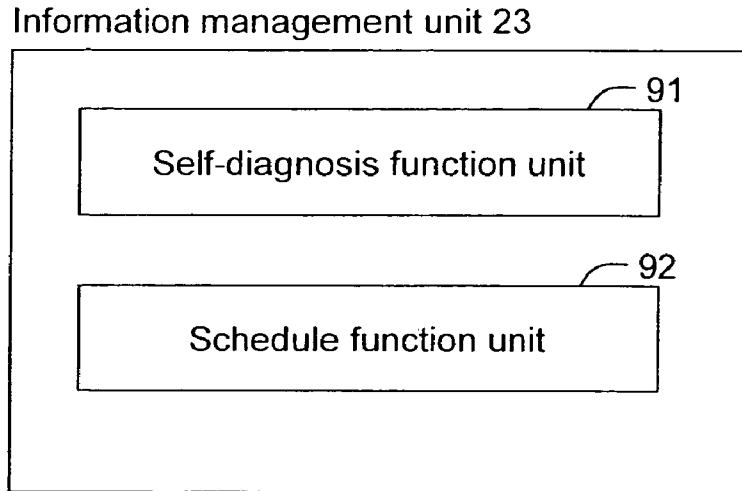 Information management unit 23
91
Self-diagnosis function unit
92
Schedule function unit